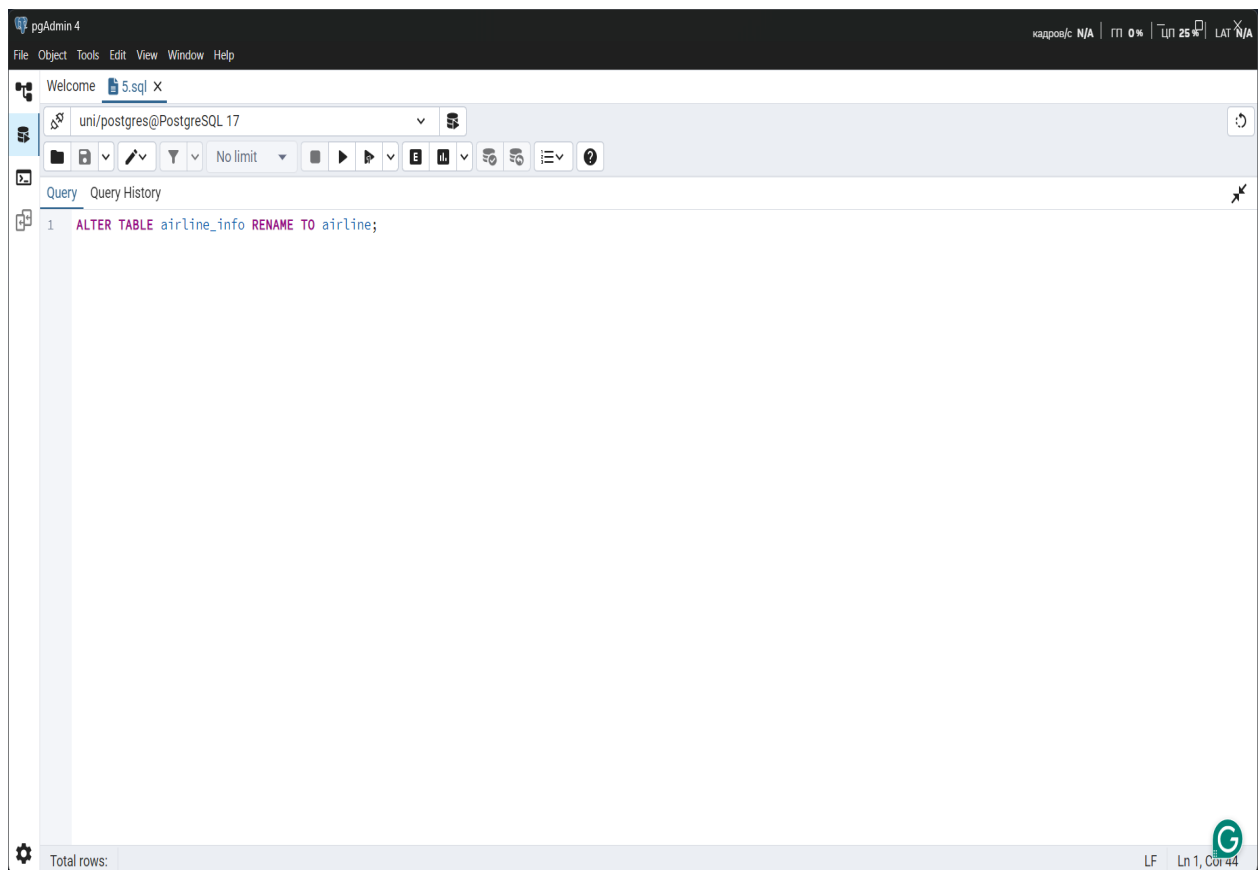 pgAdmin 4
кадров/с N/A | ГП 0% | ЦП 25% | LAT N/A
File Object Tools Edit View Window Help
Welcome 5.sql
uni/postgres@PostgreSQL 17
No limit
E
Query Query History
1 ALTER TABLE airline_info RENAME TO airline;
G
Total rows:
LF Ln 1, Col 44